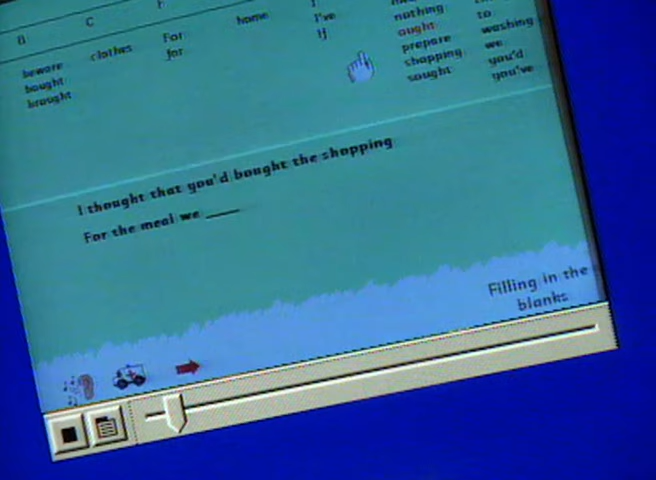 B C F I
clothes For home I've nothing to
beware for If ought washing
bought prepare we
brought shopping you'd
sought you've
I thought that you'd bought the shopping
For the meal we ____
Filling in the
blanks